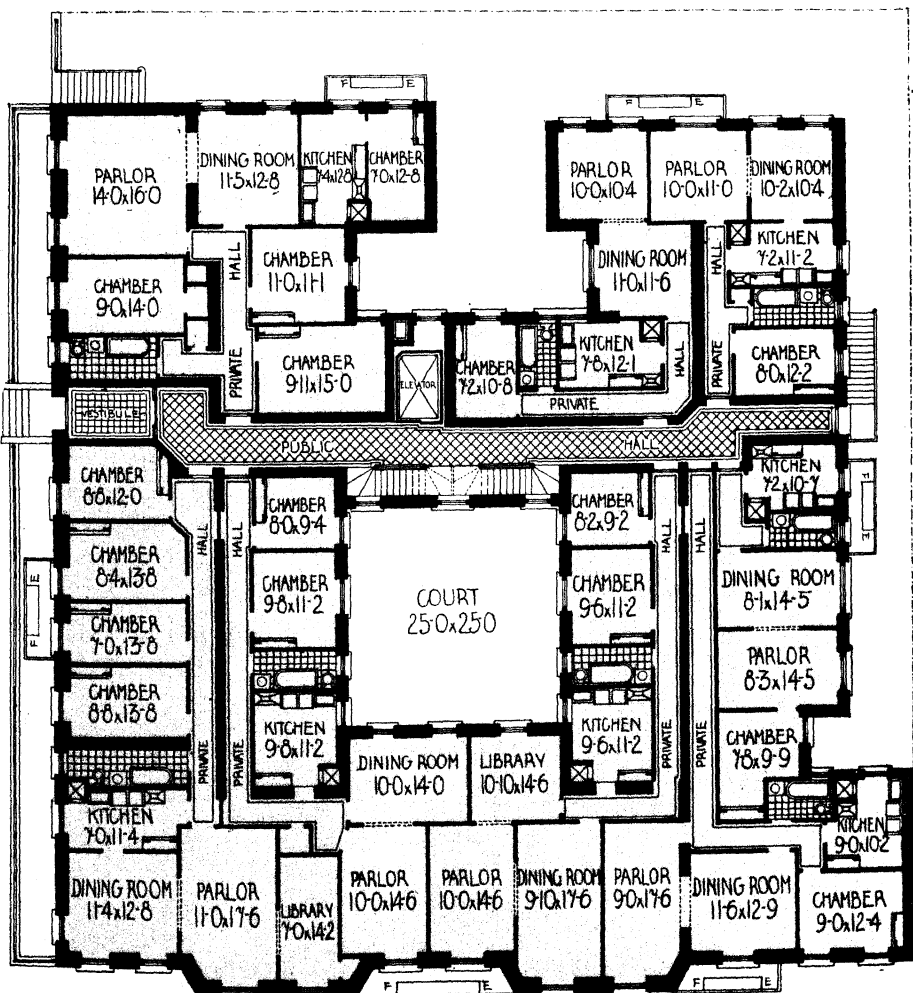 F E
F E
PARLOR
14-0x16-0
DINING ROOM
11-5x12-8
KITCHEN
7-4x12-8
CHAMBER
7-0x12-8
PARLOR
10-0x10-4
PARLOR
10-0x11-0
DINING ROOM
10-2x10-4
CHAMBER
9-0x14-0
HALL
CHAMBER
11-0x11-1
DINING ROOM
11-0x11-6
HALL
KITCHEN
7-2x11-2
PRIVATE
CHAMBER
9-11x15-0
ELEVATOR
CHAMBER
7-2x10-8
KITCHEN
7-8x12-1
HALL
PRIVATE
PRIVATE
CHAMBER
8-0x12-2
VESTIBULE
PUBLIC HALL
CHAMBER
8-8x12-0
HALL
HALL
CHAMBER
8-0x9-4
CHAMBER
8-2x9-2
HALL
HALL
KITCHEN
7-2x10-7
F E
CHAMBER
8-4x13-8
CHAMBER
9-8x11-2
COURT
25-0x25-0
CHAMBER
9-6x11-2
DINING ROOM
8-1x14-5
F E
CHAMBER
7-0x13-8
PARLOR
8-3x14-5
CHAMBER
8-8x13-8
PRIVATE
PRIVATE
KITCHEN
9-8x11-2
KITCHEN
9-6x11-2
PRIVATE
PRIVATE
CHAMBER
7-8x9-9
DINING ROOM
10-0x14-0
LIBRARY
10-10x14-6
KITCHEN
7-0x11-4
KITCHEN
9-0x10-2
DINING ROOM
11-4x12-8
PARLOR
11-0x17-6
LIBRARY
7-0x14-2
PARLOR
10-0x14-6
PARLOR
10-0x14-6
DINING ROOM
9-10x17-6
PARLOR
9-0x17-6
DINING ROOM
11-6x12-9
CHAMBER
9-0x12-4
F E
F E